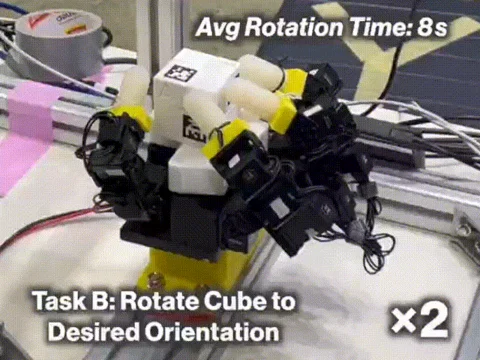 Avg Rotation Time: 8s
Task B: Rotate Cube to
Desired Orientation
×2